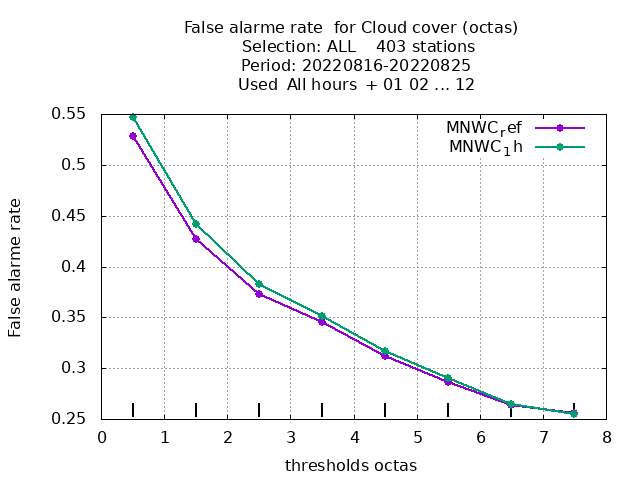 False alarme rate  for Cloud cover (octas)
Selection: ALL    403 stations
Period: 20220816-20220825
Used  All hours  + 01 02 ... 12
MNWC_ref
MNWC_1h
0.55
0.5
0.45
0.4
0.35
0.3
0.25
False alarme rate
0 1 2 3 4 5 6 7 8
thresholds octas